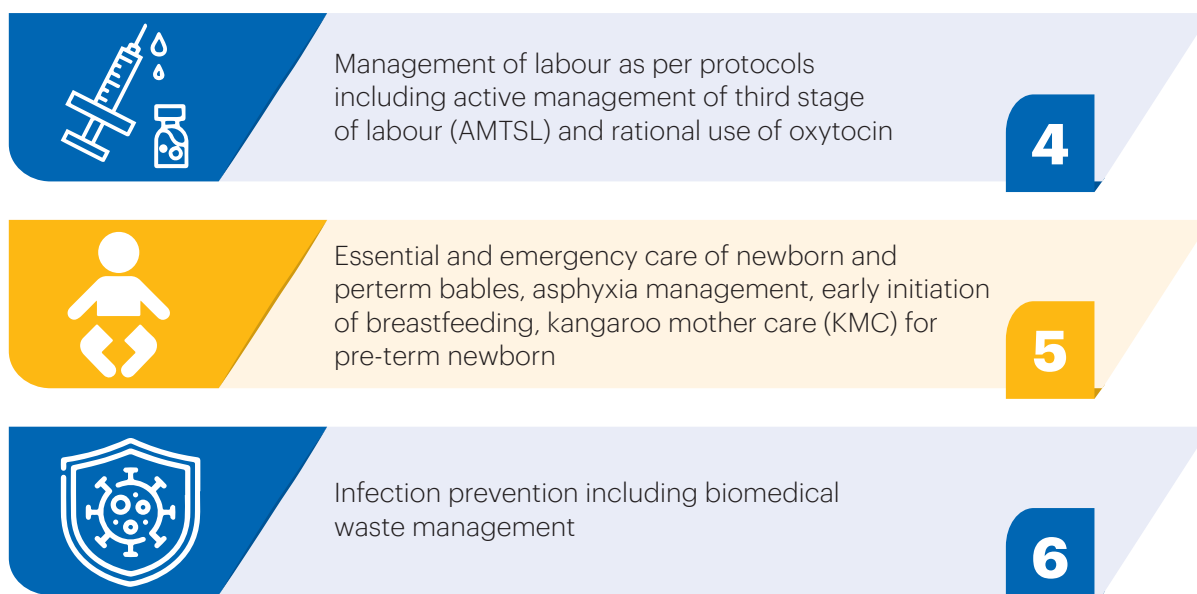 Management of labour as per protocols
including active management of third stage
of labour (AMTSL) and rational use of oxytocin
4
Essential and emergency care of newborn and
perterm bables, asphyxia management, early initiation
of breastfeeding, kangaroo mother care (KMC) for
pre-term newborn
5
Infection prevention including biomedical
waste management
6